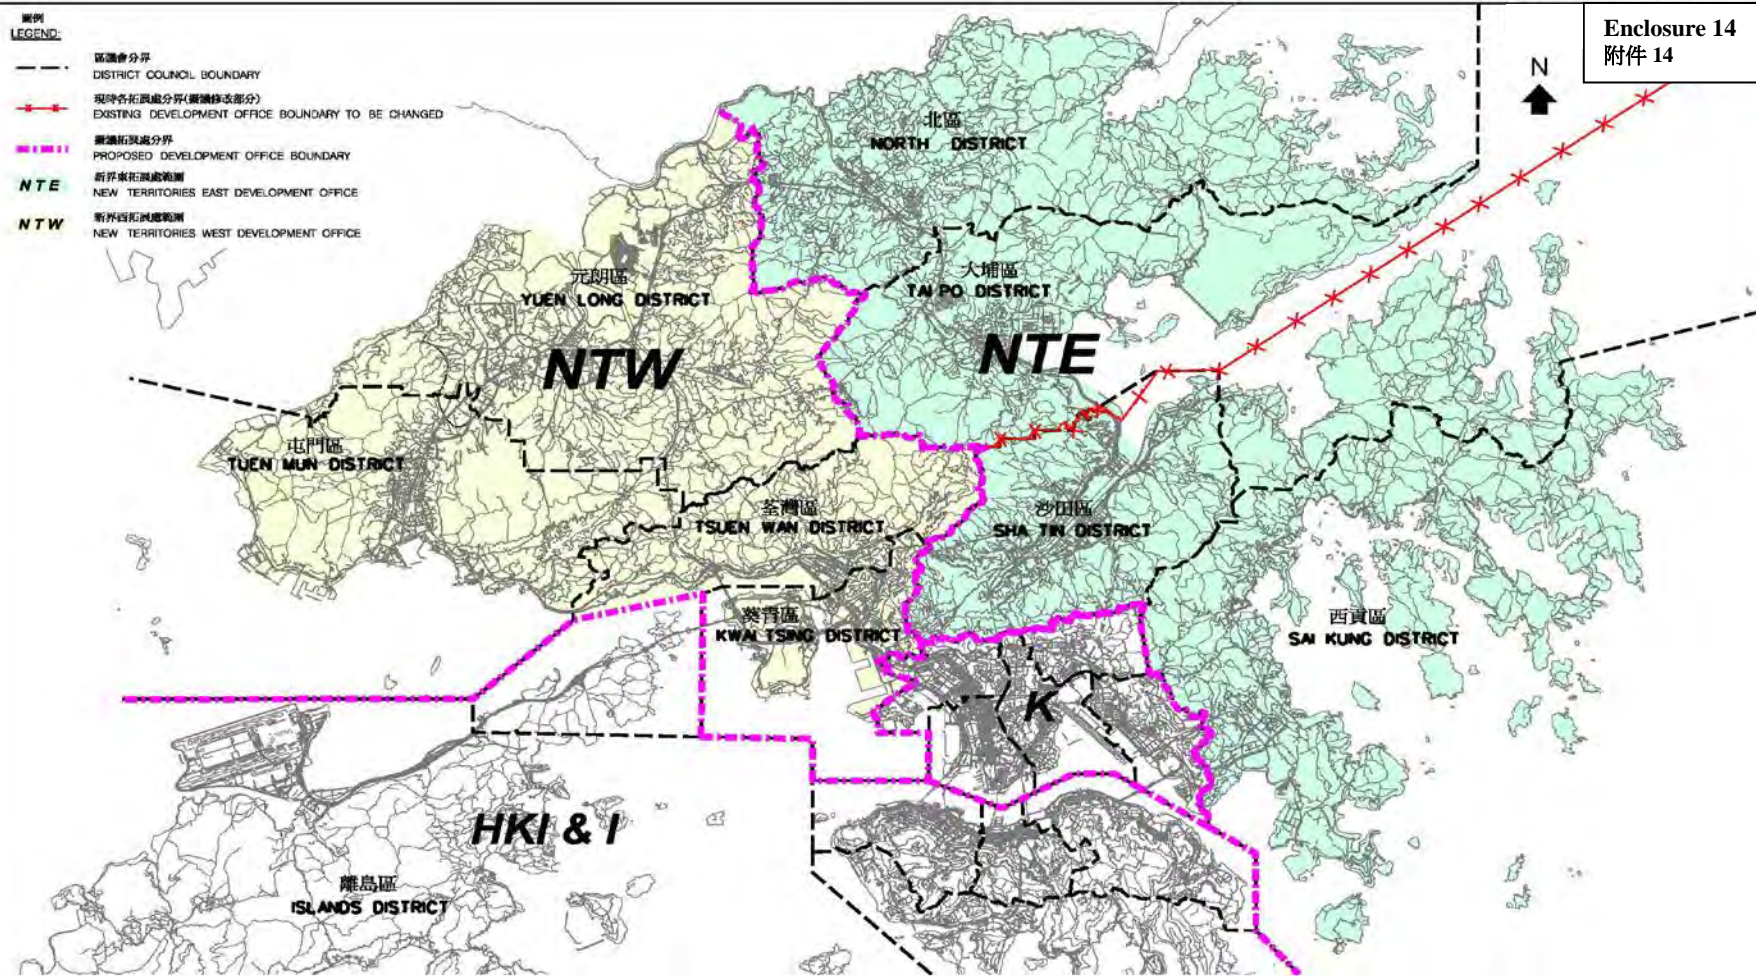 圖例
LEGEND:
區議會分界
DISTRICT COUNCIL BOUNDARY
現時各拓展處分界(擬議修改部分)
EXISTING DEVELOPMENT OFFICE BOUNDARY TO BE CHANGED
擬議拓展處分界
PROPOSED DEVELOPMENT OFFICE BOUNDARY
NTE
新界東拓展處範圍
NEW TERRITORIES EAST DEVELOPMENT OFFICE
NTW
新界西拓展處範圍
NEW TERRITORIES WEST DEVELOPMENT OFFICE
Enclosure 14
附件 14
N
北區
NORTH DISTRICT
元朗區
YUEN LONG DISTRICT
大埔區
TAI PO DISTRICT
NTW
NTE
屯門區
TUEN MUN DISTRICT
荃灣區
TSUEN WAN DISTRICT
沙田區
SHA TIN DISTRICT
葵青區
KWAI TSING DISTRICT
西貢區
SAI KUNG DISTRICT
K
HKI & I
離島區
ISLANDS DISTRICT